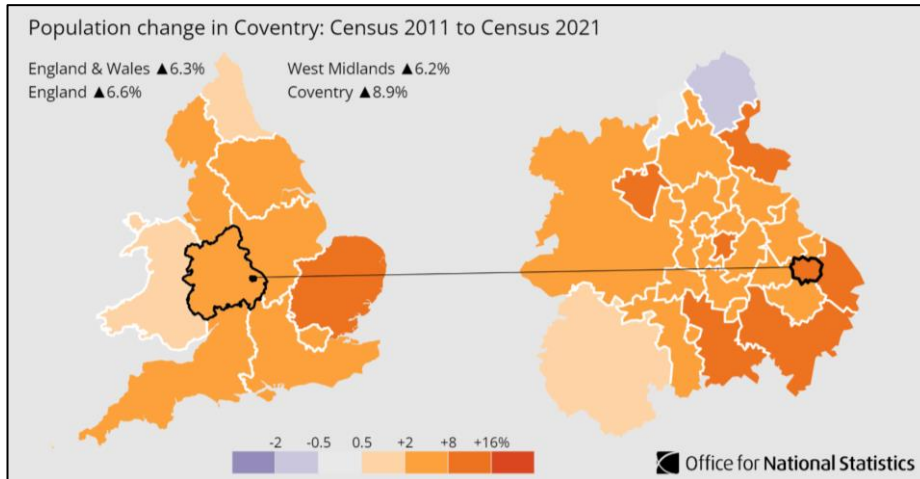 Population change in Coventry: Census 2011 to Census 2021
England & Wales ▲6.3%
West Midlands ▲6.2%
England ▲6.6%
Coventry ▲8.9%
-2 -0.5 0.5 +2 +8 +16%
Office for National Statistics